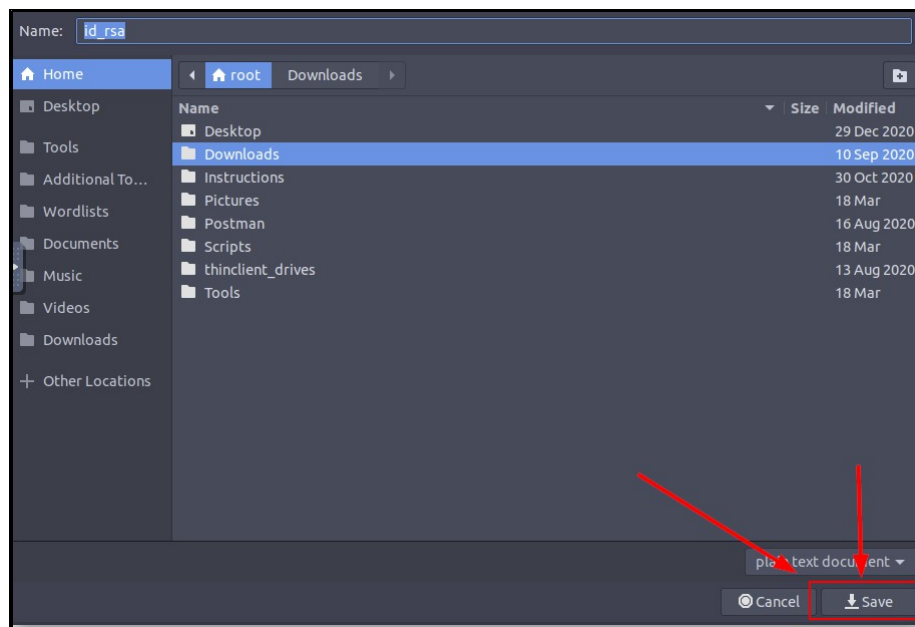 Name: id_rsa
Home
root Downloads
Desktop
Tools
Additional To...
Wordlists
Documents
Music
Videos
Downloads
Other Locations
Name Size Modified
Desktop 29 Dec 2020
Downloads 10 Sep 2020
Instructions 30 Oct 2020
Pictures 18 Mar
Postman 16 Aug 2020
Scripts 18 Mar
thinclient_drives 13 Aug 2020
Tools 18 Mar
plain text document
Cancel Save